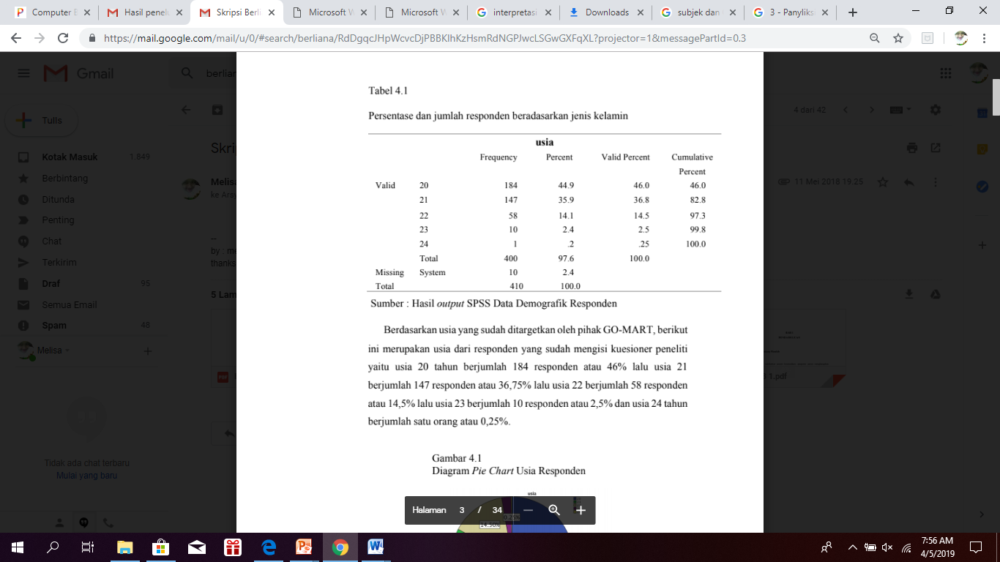 Computer E
Hasil penelu
Skripsi Berli
Microsoft W
Microsoft W
interpretasi
Downloads
subjek dan
3 - Panyliks
https://mail.google.com/mail/u/0/#search/berliana/RdDgqcJHpWcvcDjPBBKlhKzHsmRdNGPJwcLSGwGXFqXL?projector=1&messagePartId=0.3
Gmail
berlian
Tulis
4 dari 42
Kotak Masuk 1.849
Berbintang
Ditunda
Penting
Chat
Terkirim
Draf 95
Semua Email
Spam 48
Melisa
Tidak ada chat terbaru
Mulai yang baru
Skri
Melisa
ke Arsy
11 Mei 2018 19.25
--
by : me
thanks
5 Lam
1.pdf
Tabel 4.1
Persentase dan jumlah responden beradasarkan jenis kelamin
usia
Frequency Percent Valid Percent Cumulative
Percent
Valid 20 184 44.9 46.0 46.0
21 147 35.9 36.8 82.8
22 58 14.1 14.5 97.3
23 10 2.4 2.5 99.8
24 1 .2 .25 100.0
Total 400 97.6 100.0
Missing System 10 2.4
Total 410 100.0
Sumber : Hasil output SPSS Data Demografik Responden
Berdasarkan usia yang sudah ditargetkan oleh pihak GO-MART, berikut
ini merupakan usia dari responden yang sudah mengisi kuesioner peneliti
yaitu usia 20 tahun berjumlah 184 responden atau 46% lalu usia 21
berjumlah 147 responden atau 36,75% lalu usia 22 berjumlah 58 responden
atau 14,5% lalu usia 23 berjumlah 10 responden atau 2,5% dan usia 24 tahun
berjumlah satu orang atau 0,25%.
Gambar 4.1
Diagram Pie Chart Usia Responden
usia
0.25%
14.50%
Halaman 3 / 34
7:56 AM
4/5/2019